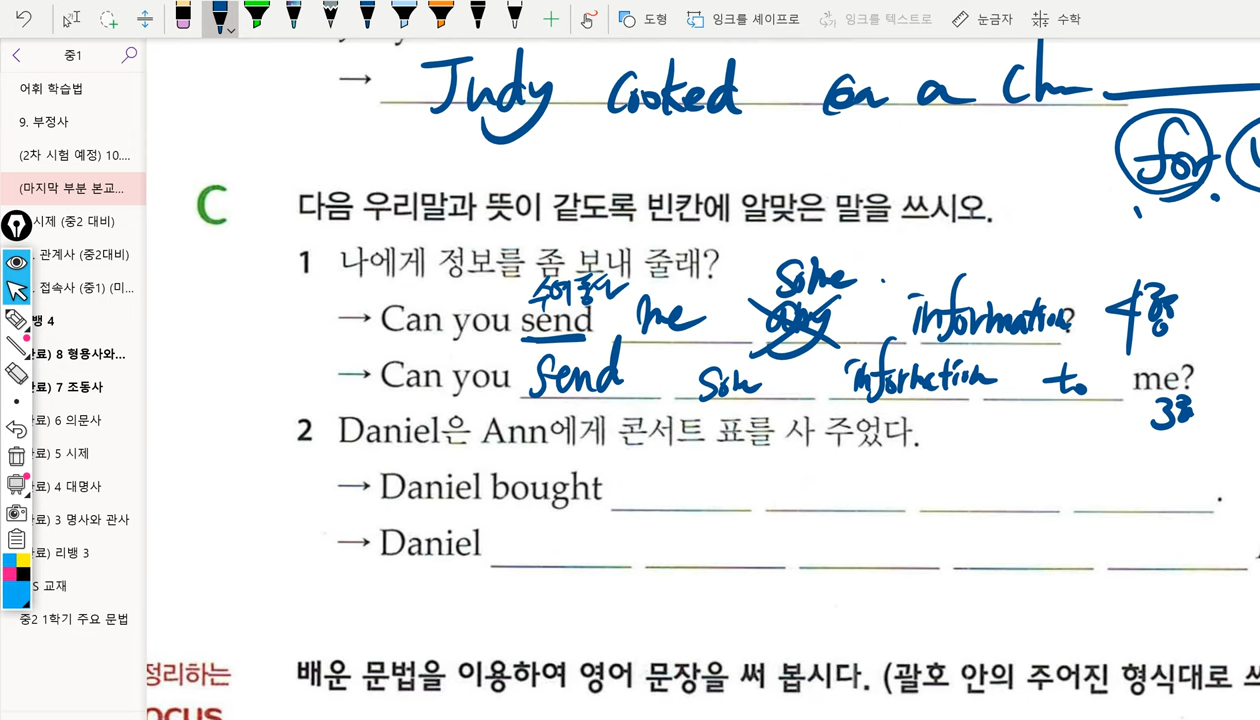 도형 잉크를 셰이프로 잉크를 텍스트로 눈금자 수학
중1
어휘 학습법
9. 부정사
(2차 시험 예정) 10....
(마지막 부분 본교...
시제 (중2 대비)
. 관계사 (중2대비)
. 접속사 (중1) (미...
뱅 4
료) 8 형용사와...
료) 7 조동사
료) 6 의문사
료) 5 시제
료) 4 대명사
료) 3 명사와 관사
료) 리뱅 3
S 교재
중2 1학기 주요 문법
→ Judy cooked on a
for
C 다음 우리말과 뜻이 같도록 빈칸에 알맞은 말을 쓰시오.
1 나에게 정보를 좀 보내 줄래?
수여동사 some
→ Can you send me any information? 4형
→ Can you send some information to me?
3형
2 Daniel은 Ann에게 콘서트 표를 사 주었다.
→ Daniel bought .
→ Daniel
정리하는 배운 문법을 이용하여 영어 문장을 써 봅시다. (괄호 안의 주어진 형식대로 쓰
OCUS